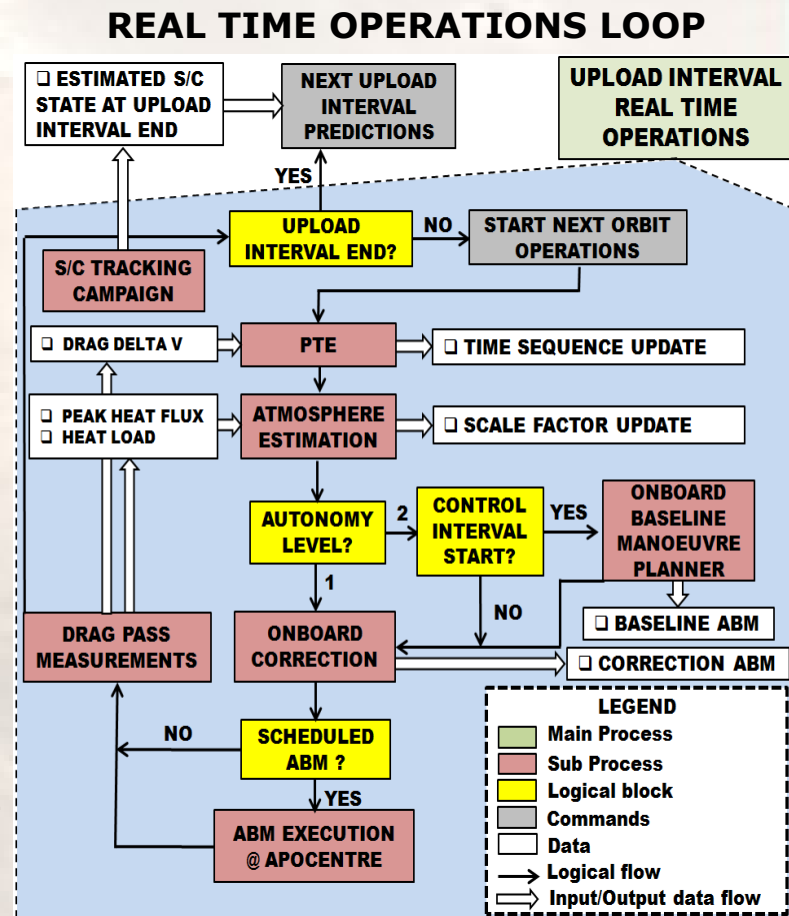 REAL TIME OPERATIONS LOOP
❑ ESTIMATED S/C
STATE AT UPLOAD
INTERVAL END
NEXT UPLOAD
INTERVAL
PREDICTIONS
UPLOAD INTERVAL
REAL TIME
OPERATIONS
YES
UPLOAD
INTERVAL END?
NO
START NEXT ORBIT
OPERATIONS
S/C TRACKING
CAMPAIGN
❑ DRAG DELTA V
PTE
❑ TIME SEQUENCE UPDATE
❑ PEAK HEAT FLUX
❑ HEAT LOAD
ATMOSPHERE
ESTIMATION
❑ SCALE FACTOR UPDATE
AUTONOMY
LEVEL?
2
CONTROL
INTERVAL
START?
YES
ONBOARD
BASELINE
MANOEUVRE
PLANNER
1
NO
❑ BASELINE ABM
DRAG PASS
MEASUREMENTS
ONBOARD
CORRECTION
❑ CORRECTION ABM
NO
SCHEDULED
ABM ?
YES
ABM EXECUTION
@ APOCENTRE
LEGEND
Main Process
Sub Process
Logical block
Commands
Data
Logical flow
Input/Output data flow